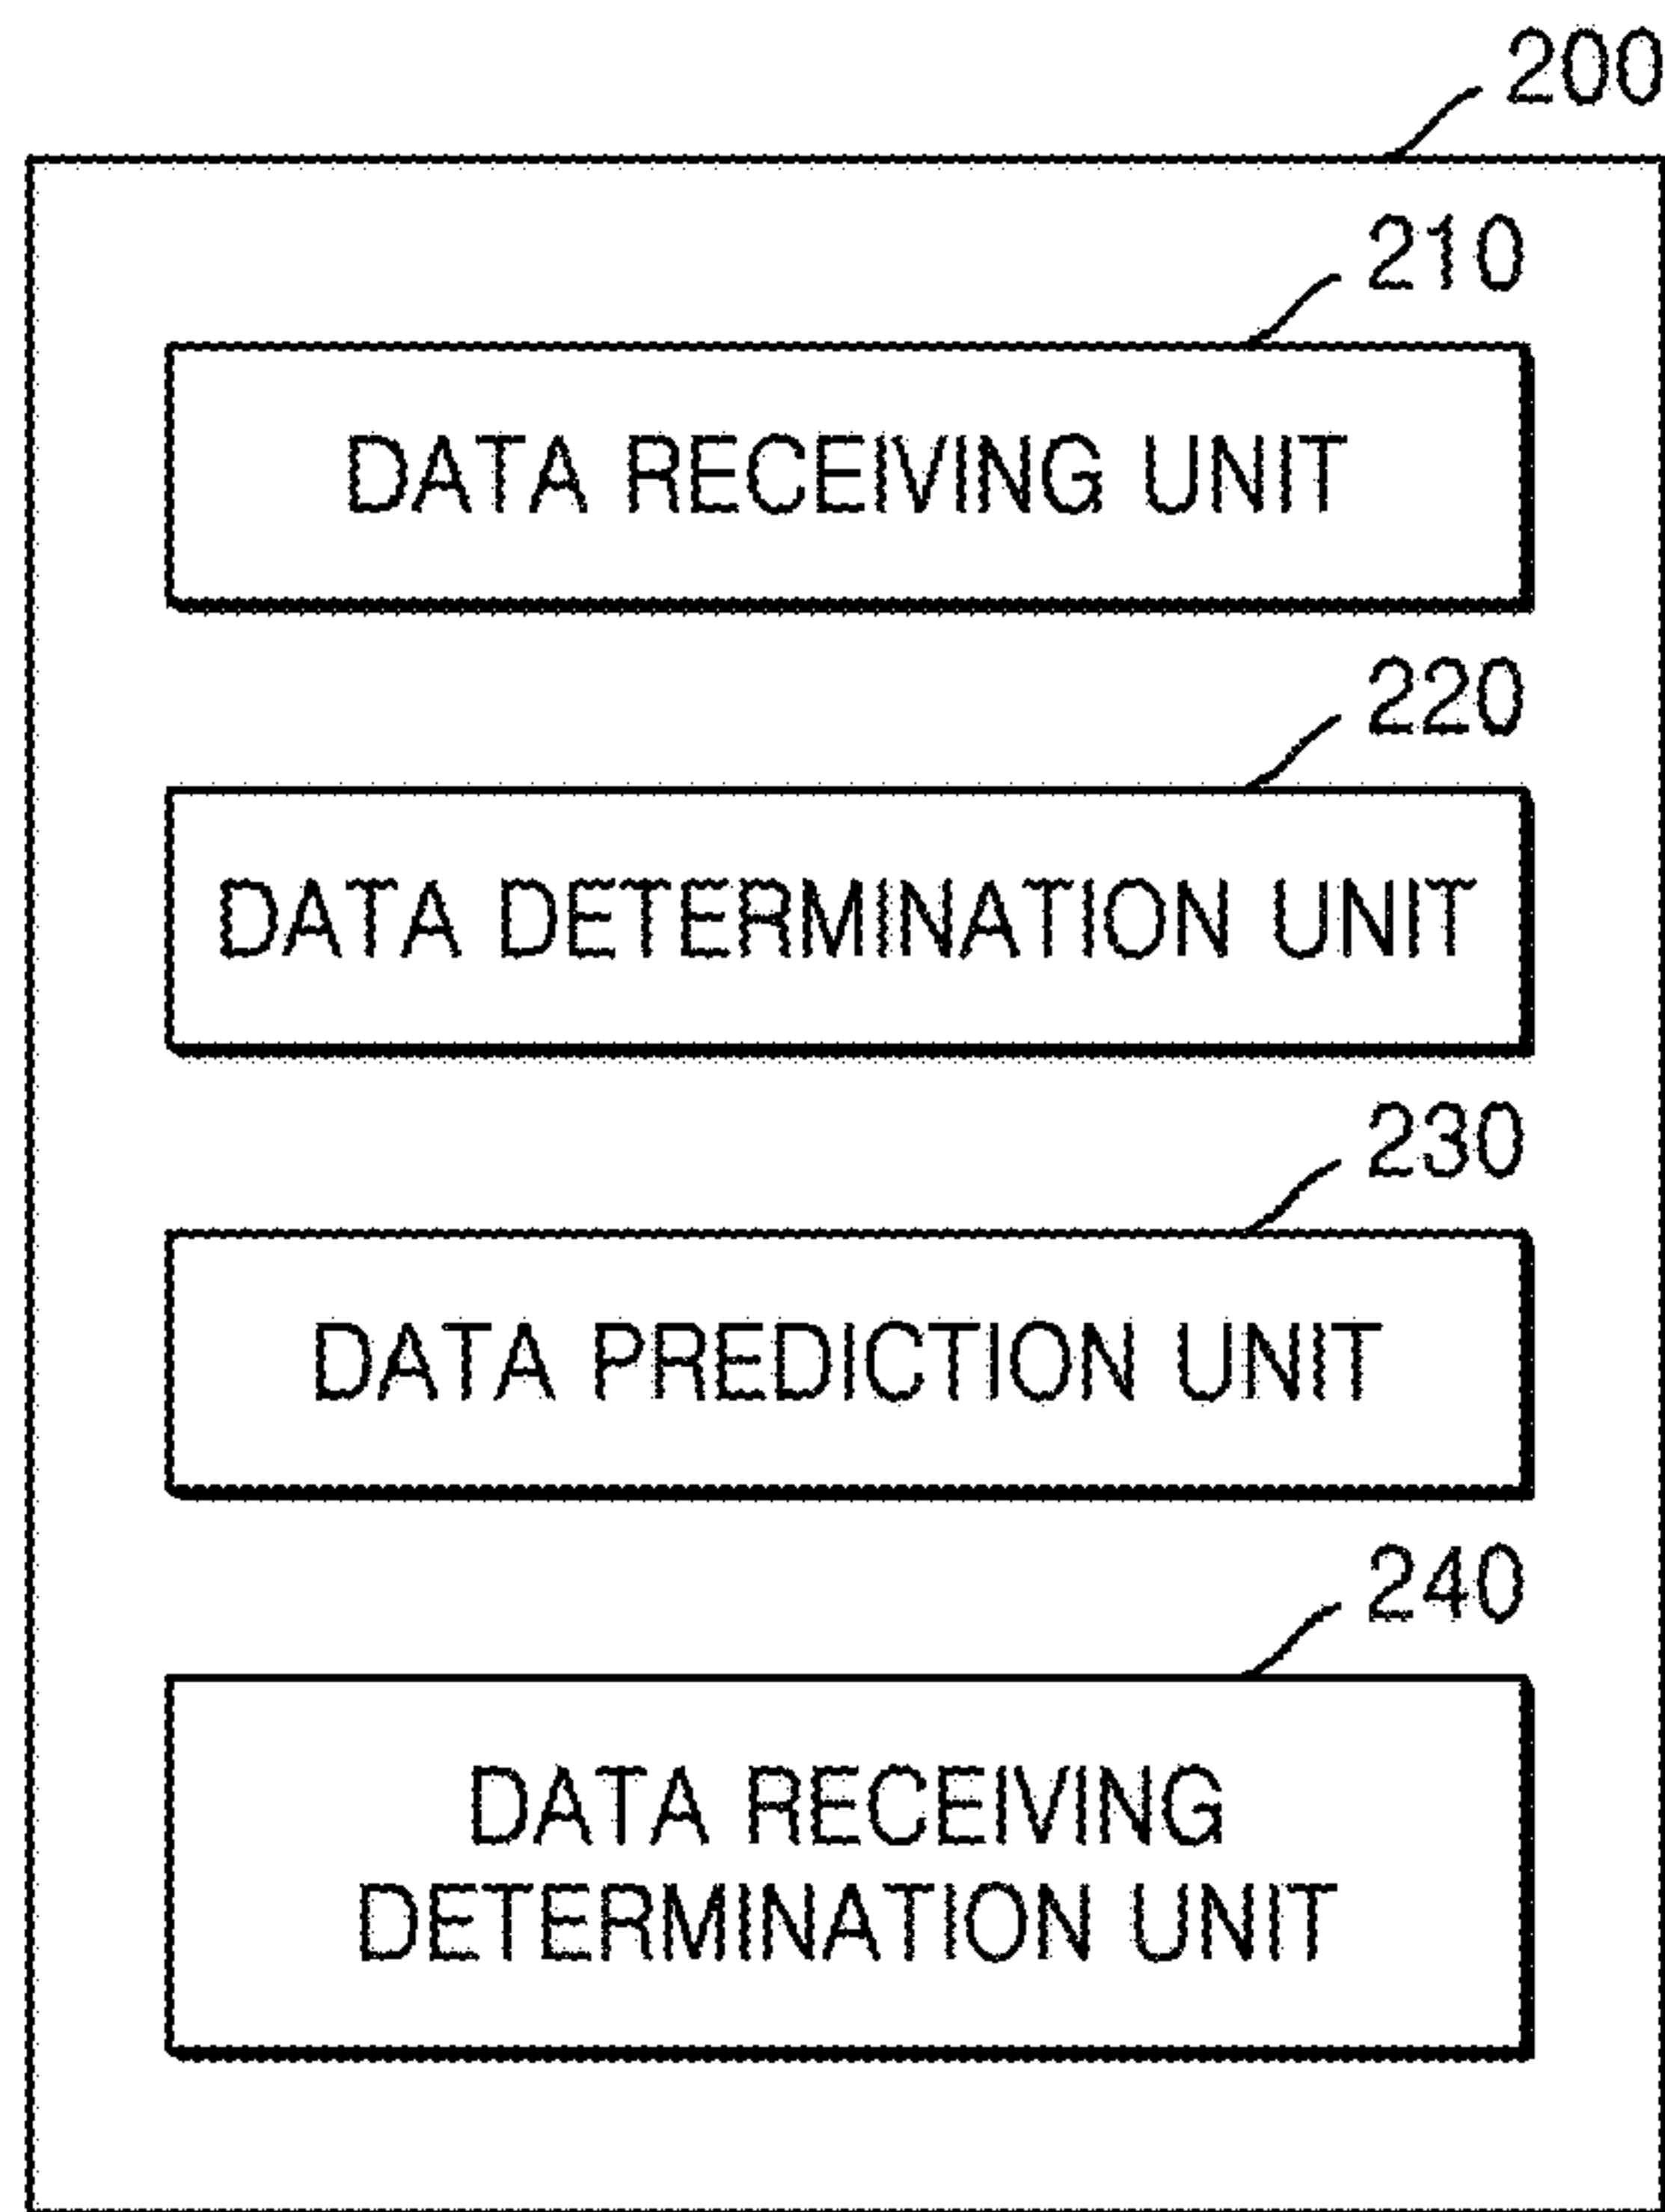 200
210
DATA RECEIVING UNIT
220
DATA DETERMINATION UNIT
230
DATA PREDICTION UNIT
240
DATA RECEIVING
DETERMINATION UNIT